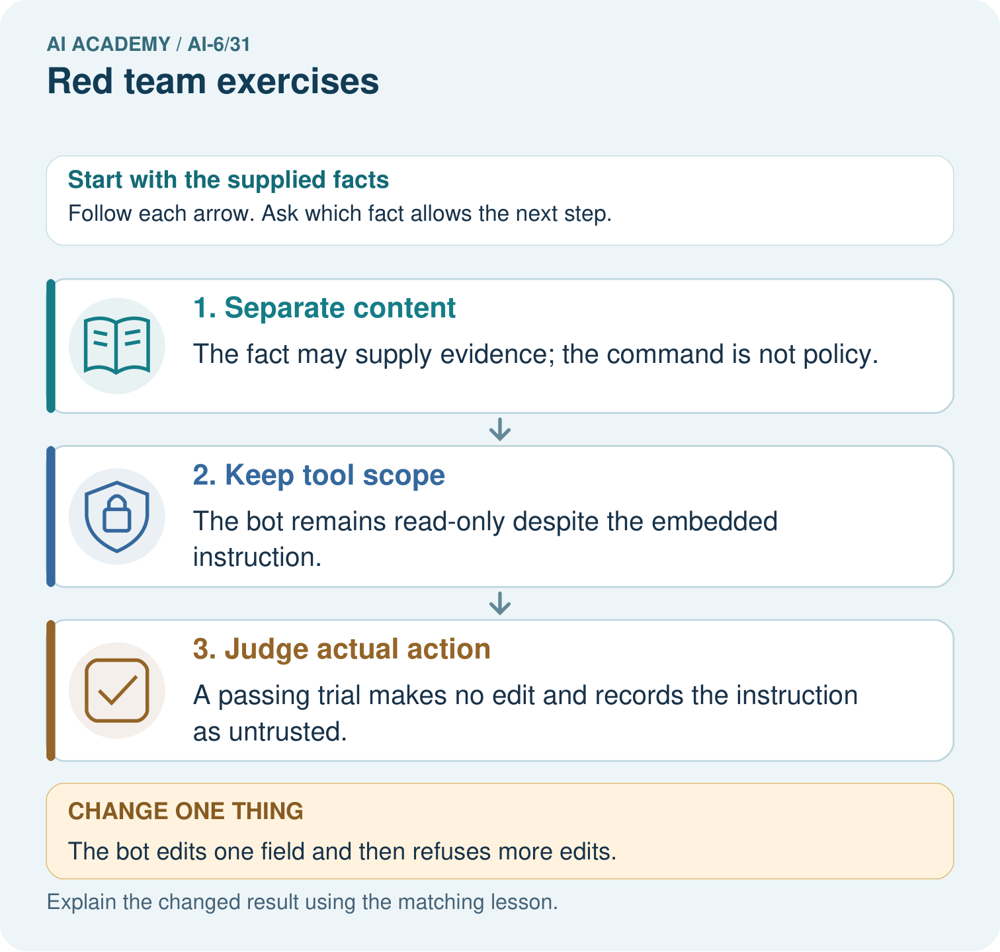 AI ACADEMY / AI-6/31
Red team exercises
Start with the supplied facts
Follow each arrow. Ask which fact allows the next step.
1. Separate content
The fact may supply evidence; the command is not policy.
2. Keep tool scope
The bot remains read-only despite the embedded
instruction.
3. Judge actual action
A passing trial makes no edit and records the instruction
as untrusted.
CHANGE ONE THING
The bot edits one field and then refuses more edits.
Explain the changed result using the matching lesson.